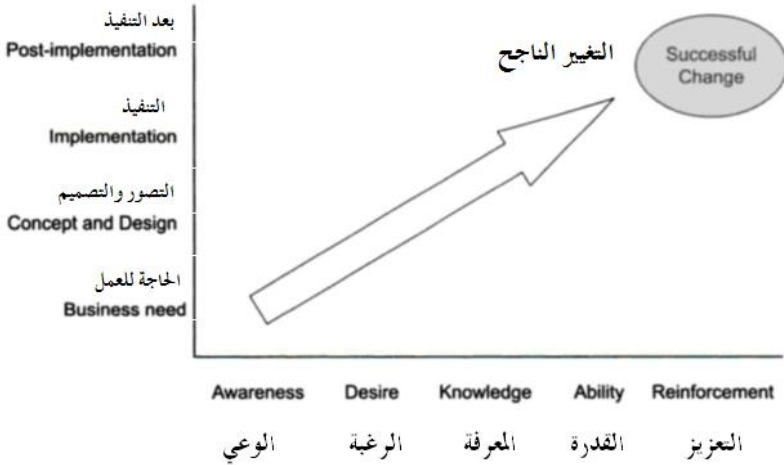 بعد التنفيذ
Post-implementation
التغيير الناجح
Successful
Change
التنفيذ
Implementation
التصور والتصميم
Concept and Design
الحاجة للعمل
Business need
Awareness Desire Knowledge Ability Reinforcement
الوعي الرغبة المعرفة القدرة التعزيز